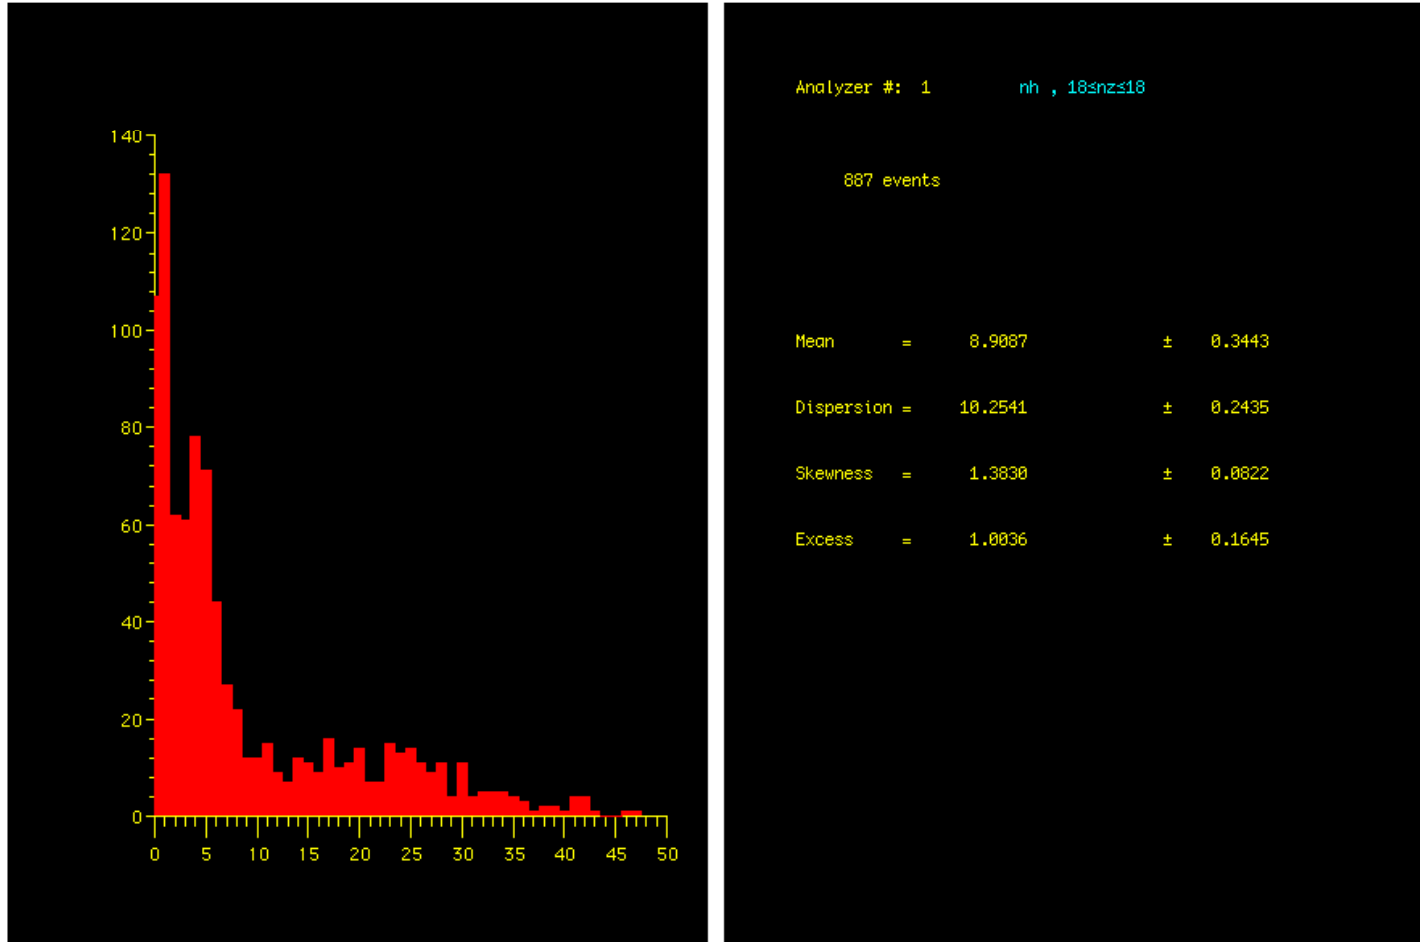 140
120
100
80
60
40
20
0
0 5 10 15 20 25 30 35 40 45 50
Analyzer #: 1 nh , 18≤nz≤18
887 events
Mean = 8.9087 ± 0.3443
Dispersion = 10.2541 ± 0.2435
Skewness = 1.3830 ± 0.0822
Excess = 1.0036 ± 0.1645